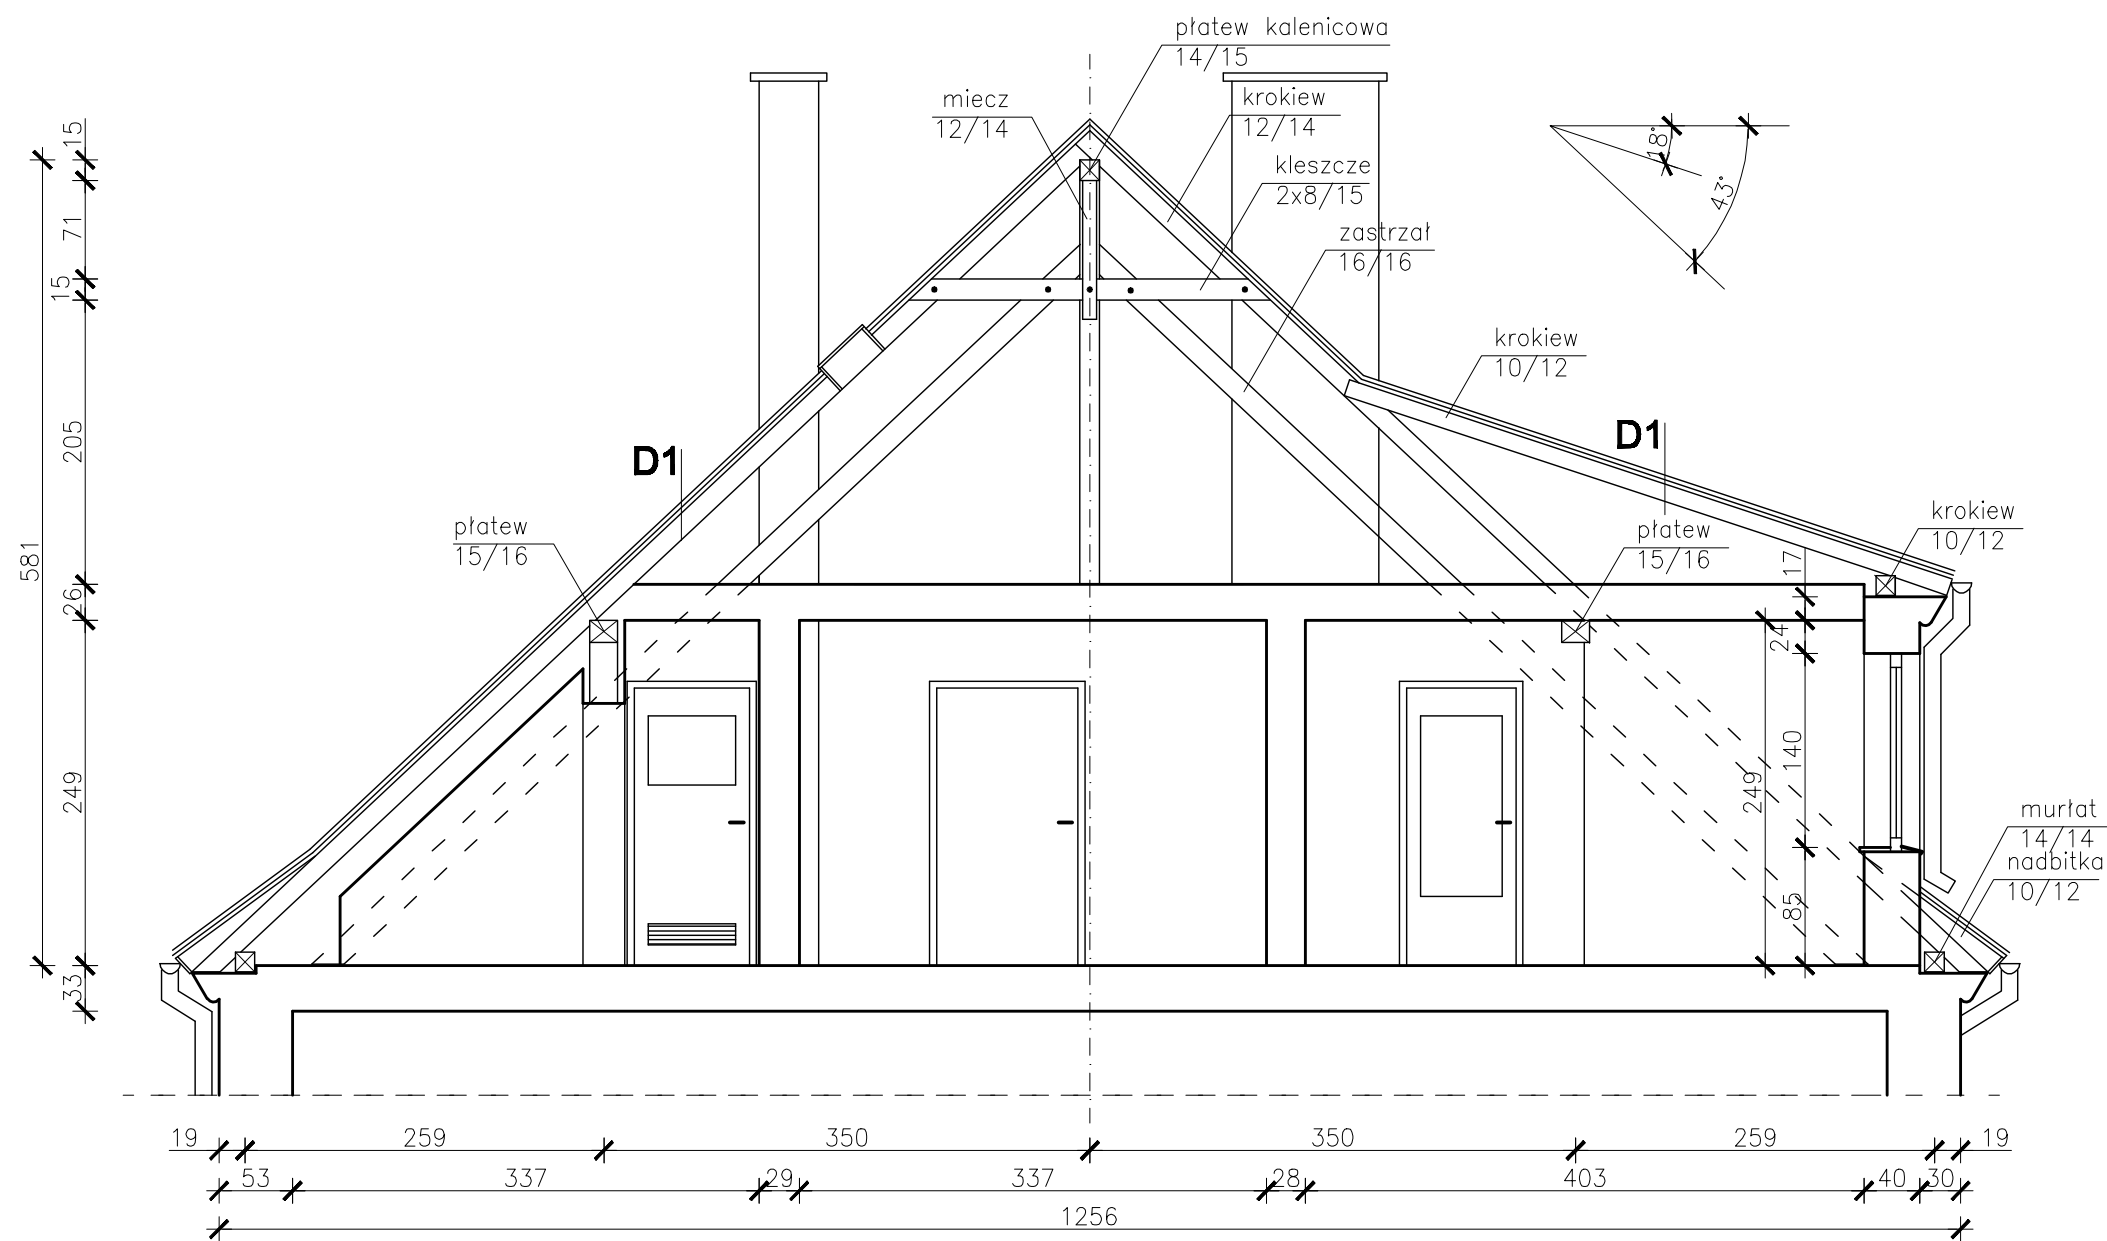 płatew kalenicowa
14/15
miecz
12/14
krokiew
12/14
kleszcze
2x8/15
zastrzał
16/16
18°
43°
krokiew
10/12
D1
D1
płatew
15/16
płatew
15/16
krokiew
10/12
murłat
14/14
nadbitka
10/12
15
71
15
205
581
26
249
33
17
24
140
249
85
19
259
350
350
259
19
53
337
29
337
28
403
40
30
1256